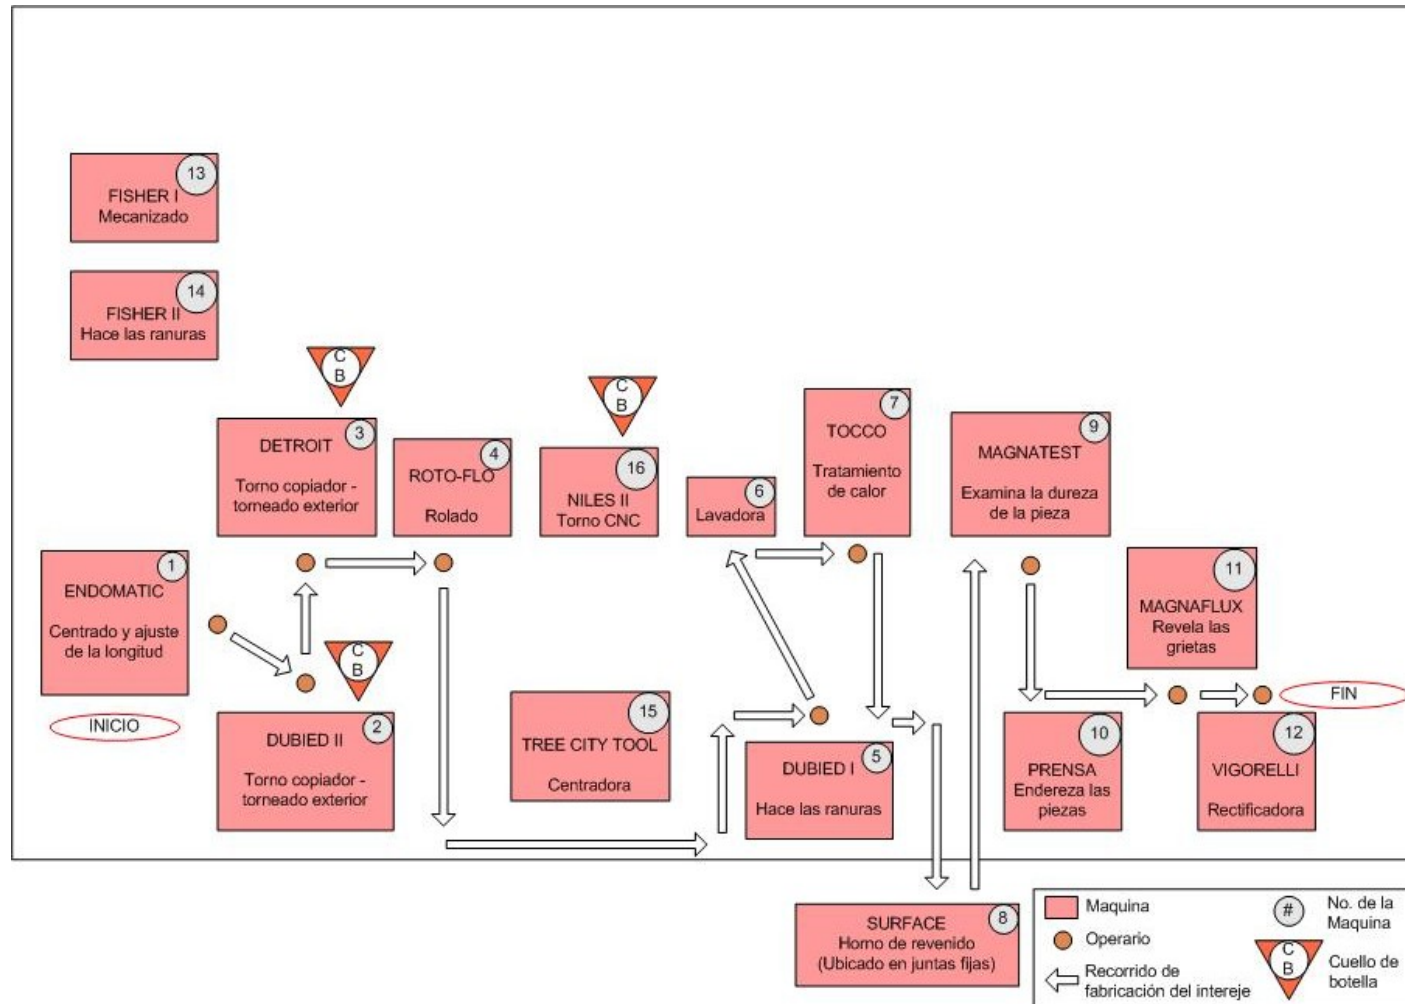 13
FISHER I
Mecanizado
14
FISHER II
Hace las ranuras
C
B
3
DETROIT
Torno copiador -
torneado exterior
4
ROTO-FLO
Rolado
C
B
16
NILES II
Torno CNC
6
Lavadora
7
TOCCO
Tratamiento
de calor
9
MAGNATEST
Examina la dureza
de la pieza
1
ENDOMATIC
Centrado y ajuste
de la longitud
INICIO
C
B
2
DUBIED II
Torno copiador -
torneado exterior
15
TREE CITY TOOL
Centradora
5
DUBIED I
Hace las ranuras
11
MAGNAFLUX
Revela las
grietas
FIN
10
PRENSA
Endereza las
piezas
12
VIGORELLI
Rectificadora
8
SURFACE
Horno de revenido
(Ubicado en juntas fijas)
Maquina
Operario
Recorrido de
fabricación del intereje
#
No. de la
Maquina
C
B
Cuello de
botella